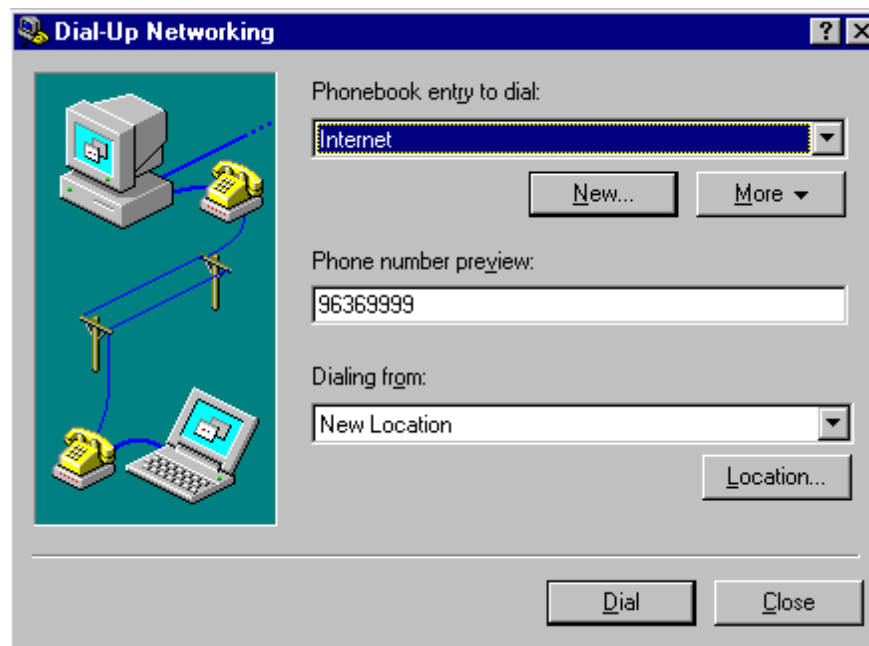 Dial-Up Networking
Phonebook entry to dial:
Internet
New... More
Phone number preview:
96369999
Dialing from:
New Location
Location...
Dial Close